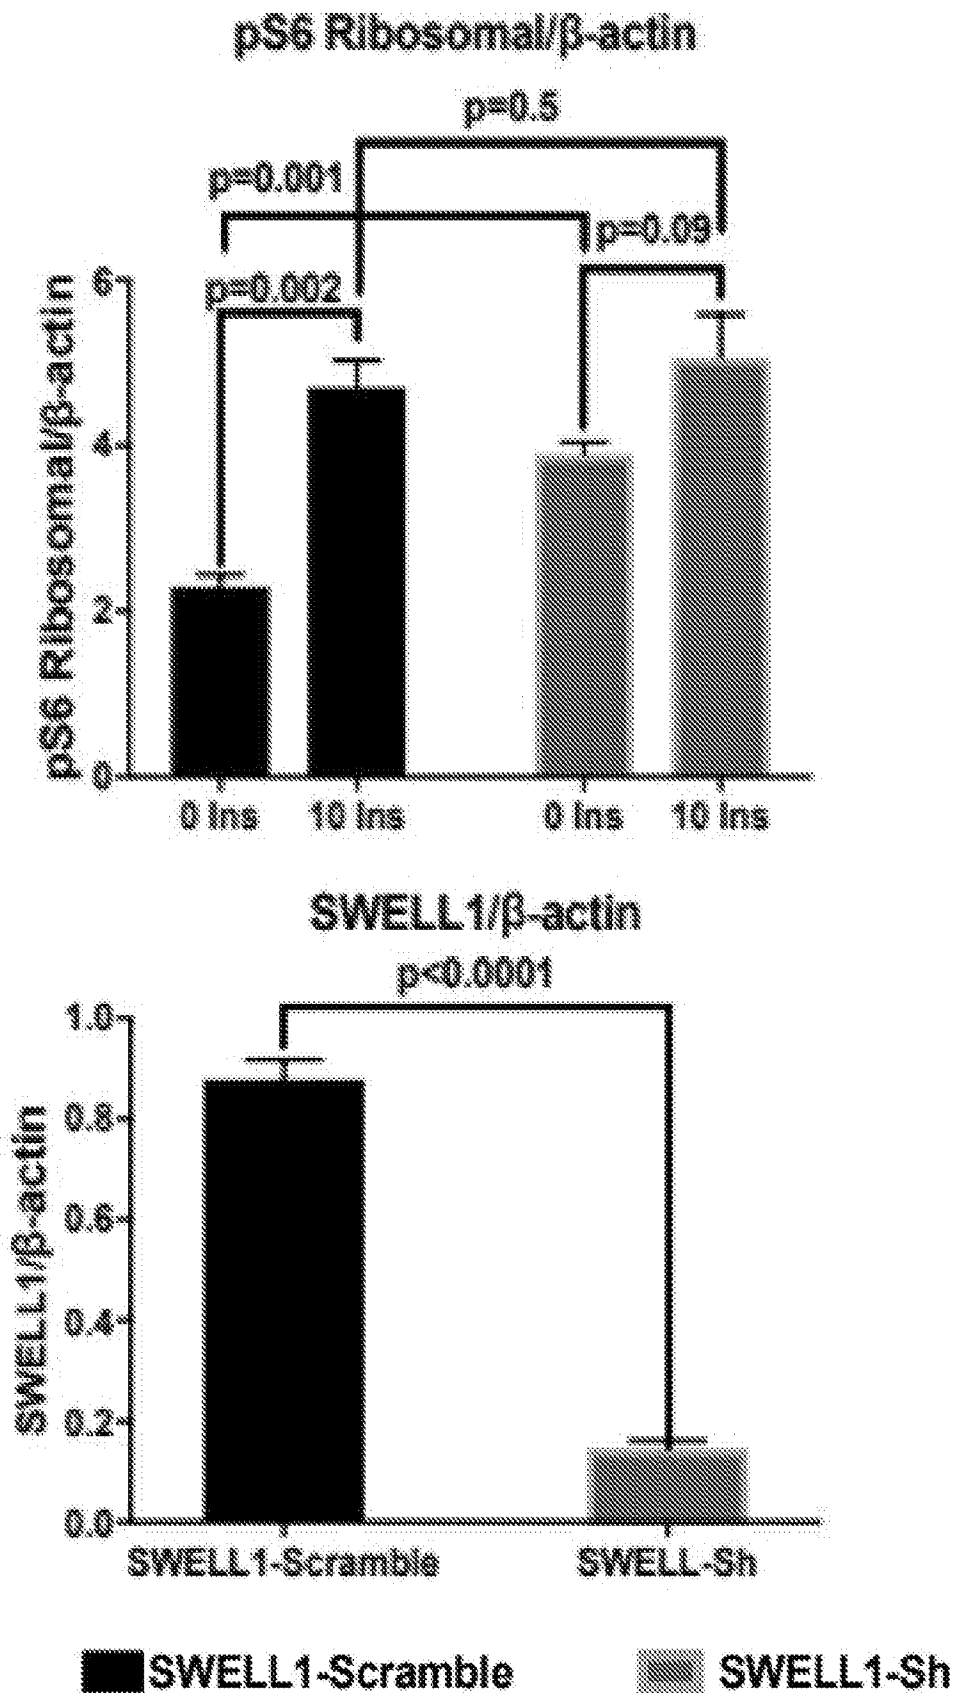 pS6 Ribosomal/β-actin
p=0.5
p=0.001
p=0.09
p=0.002
pS6 Ribosomal/β-actin
6
4
2
0
0 Ins 10 Ins 0 Ins 10 Ins
SWELL1/β-actin
p<0.0001
SWELL1/β-actin
1.0
0.8
0.6
0.4
0.2
0.0
SWELL1-Scramble SWELL-Sh
SWELL1-Scramble SWELL1-Sh